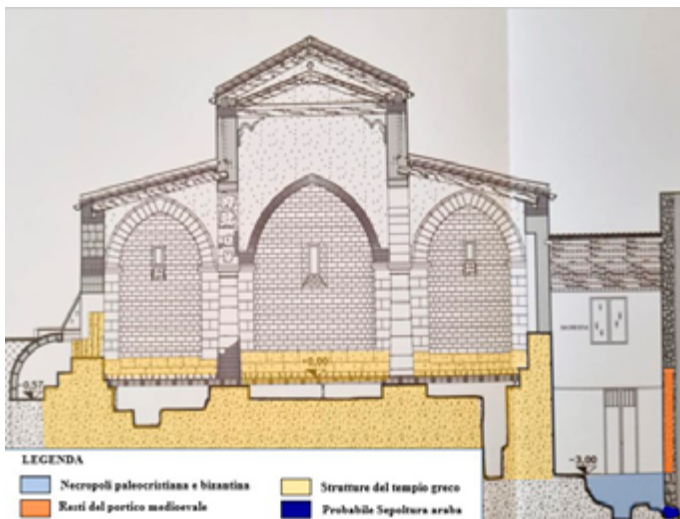 -0,57
-0,00
-3,00
LEGENDA
Necropoli paleocristiana e bizantina
Resti del portico medioevale
Strutture del tempio greco
Probabile Sepoltura araba